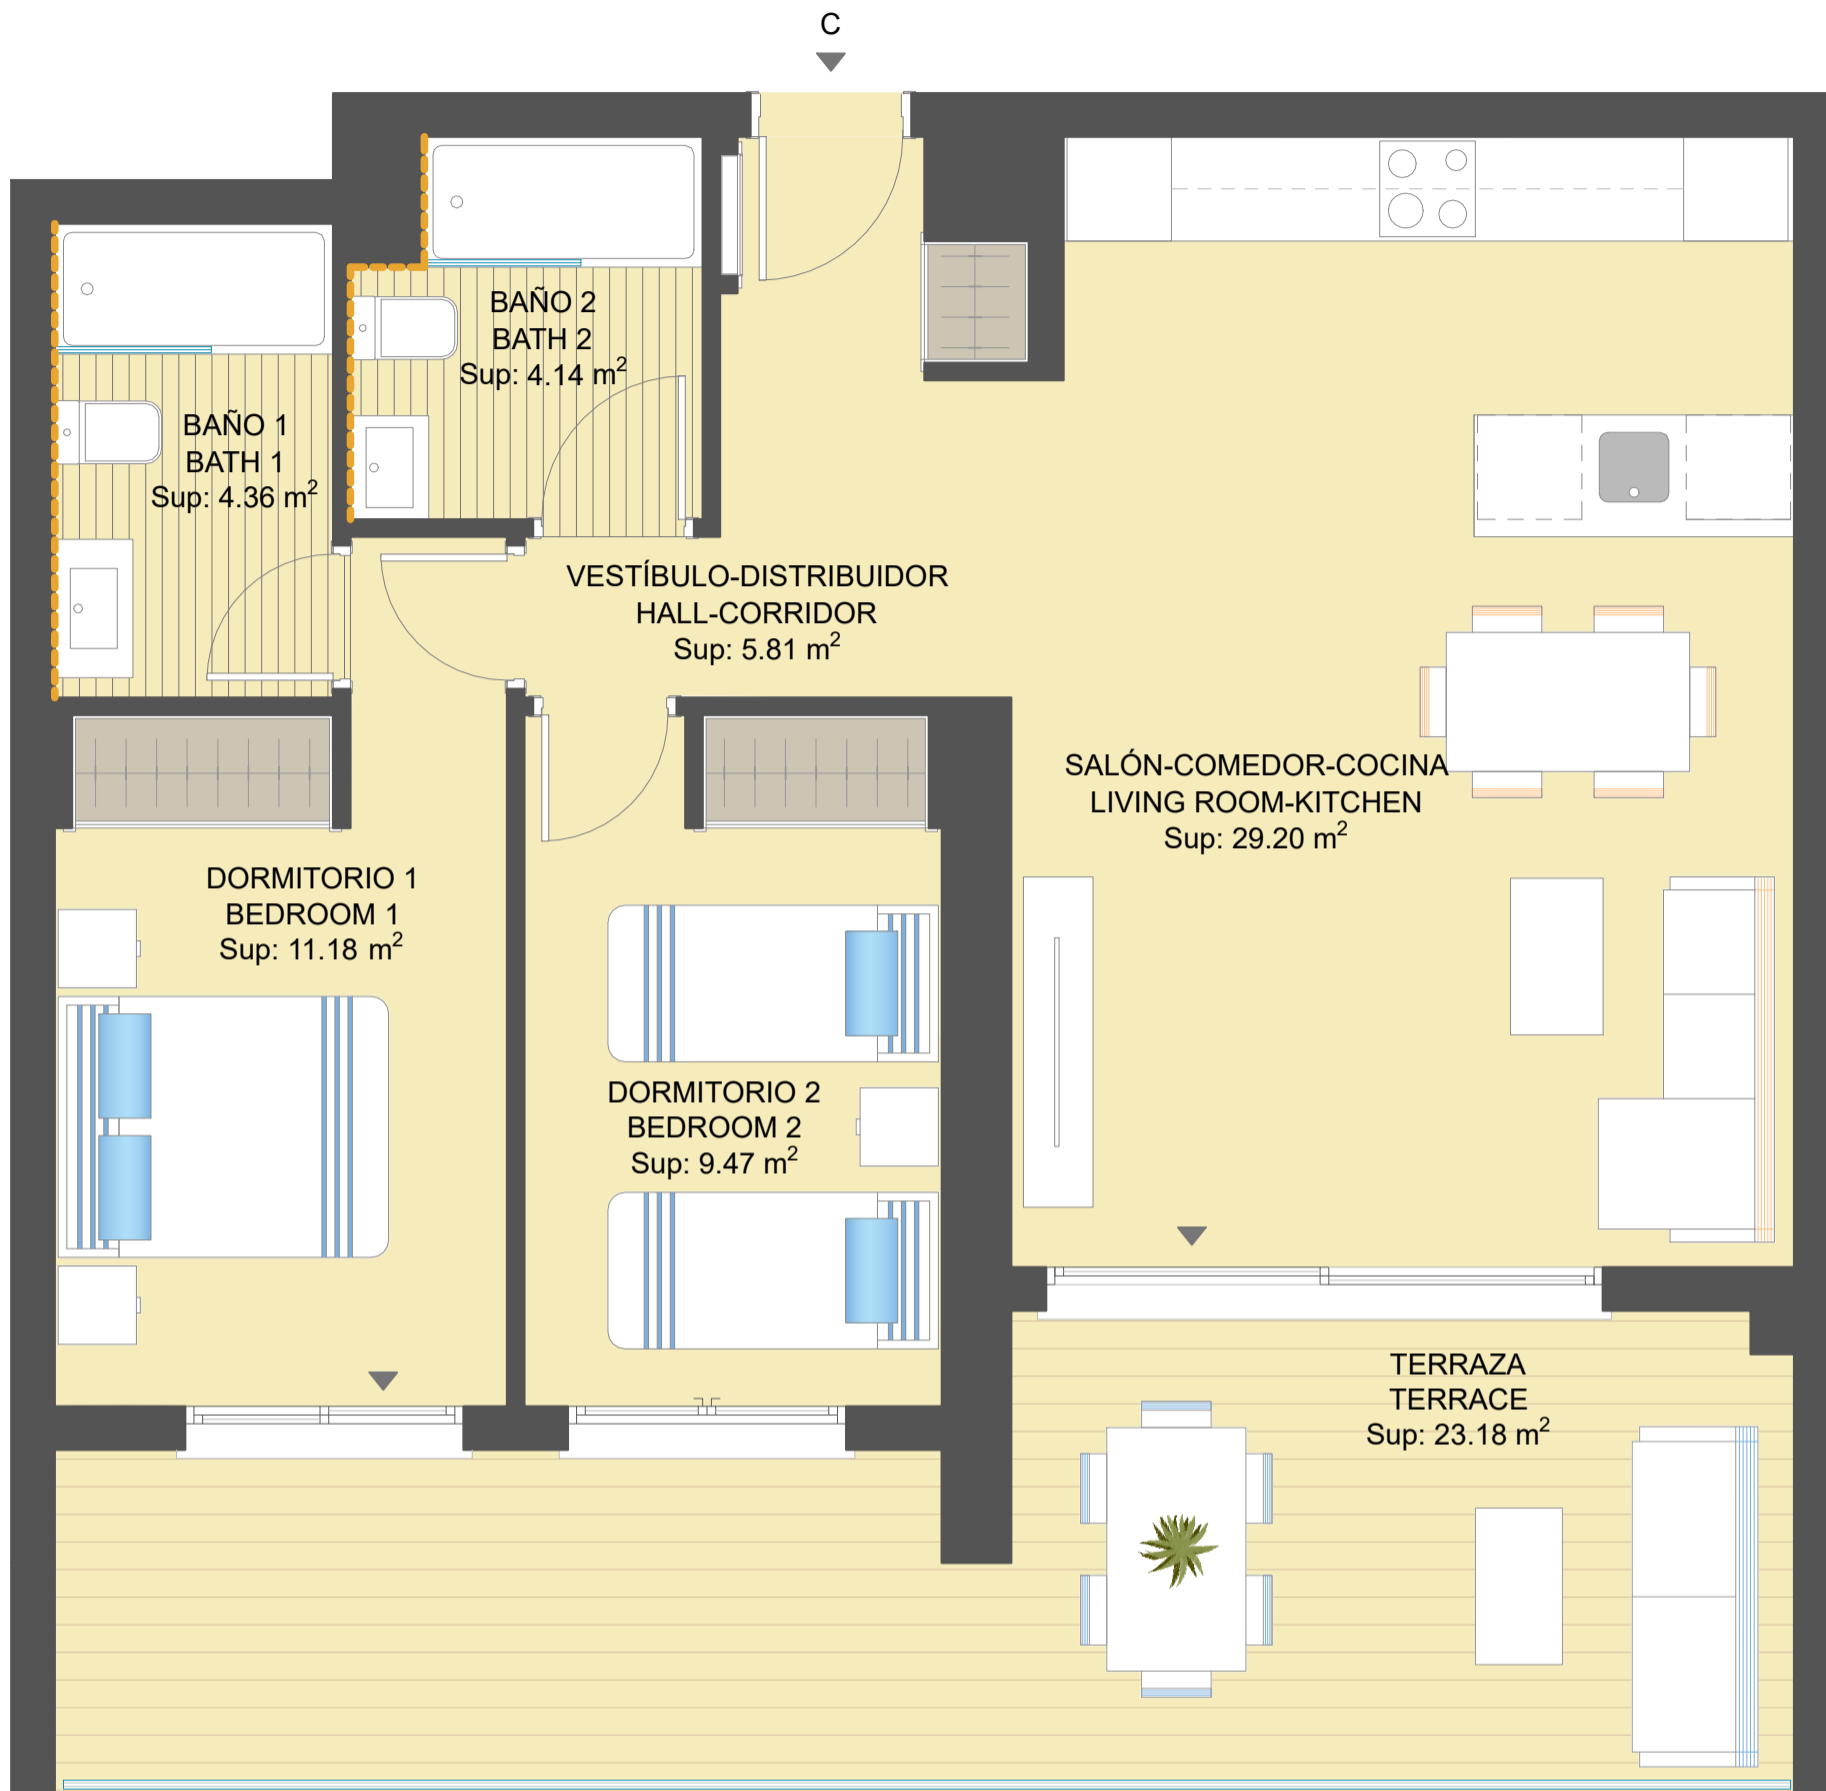 C
BAÑO 2
BATH 2
Sup: 4.14 m²
BAÑO 1
BATH 1
Sup: 4.36 m²
VESTÍBULO-DISTRIBUIDOR
HALL-CORRIDOR
Sup: 5.81 m²
SALÓN-COMEDOR-COCINA
LIVING ROOM-KITCHEN
Sup: 29.20 m²
DORMITORIO 1
BEDROOM 1
Sup: 11.18 m²
DORMITORIO 2
BEDROOM 2
Sup: 9.47 m²
TERRAZA
TERRACE
Sup: 23.18 m²